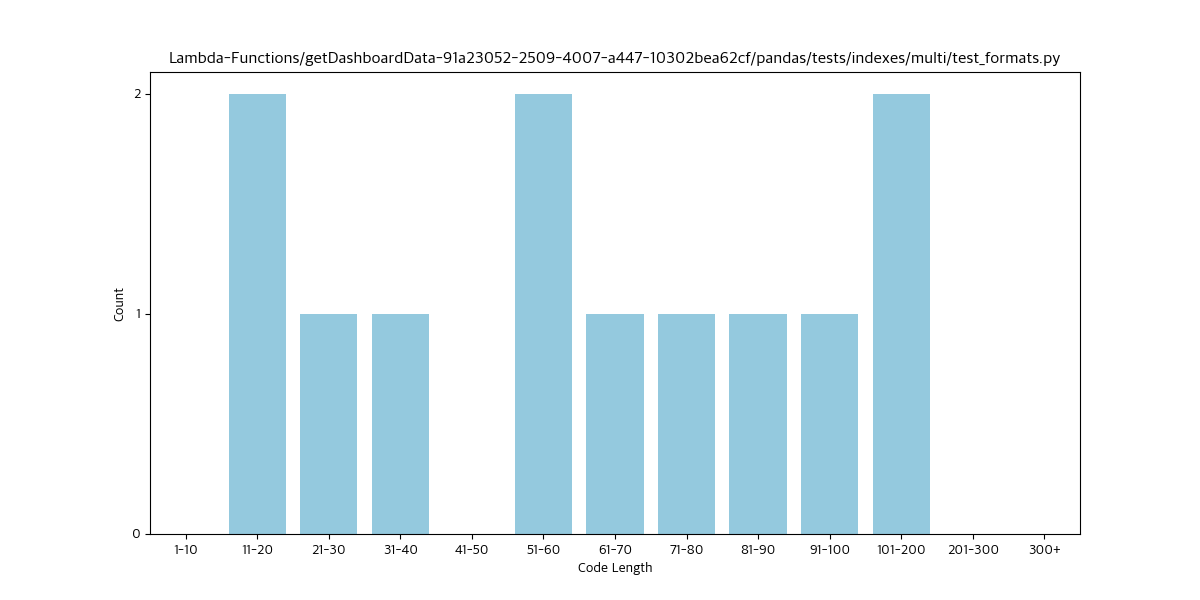 Lambda-Functions/getDashboardData-91a23052-2509-4007-a447-10302bea62cf/pandas/tests/indexes/multi/test_formats.py
2
1
0
Count
1-10 11-20 21-30 31-40 41-50 51-60 61-70 71-80 81-90 91-100 101-200 201-300 300+
Code Length